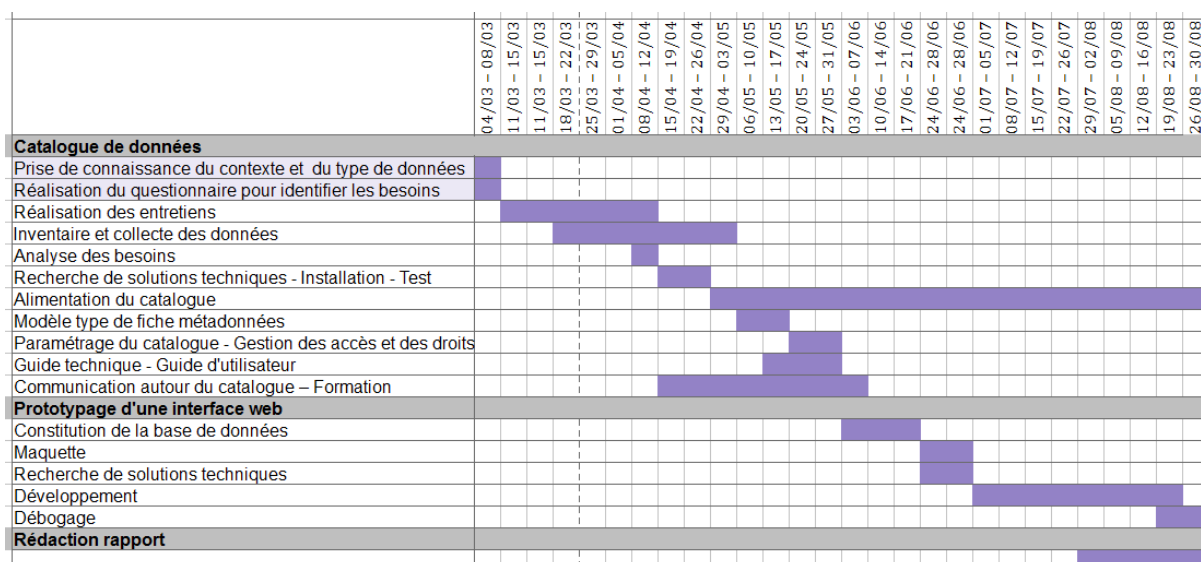 04/03 – 08/03
11/03 – 15/03
11/03 – 15/03
18/03 – 22/03
25/03 – 29/03
01/04 – 05/04
08/04 – 12/04
15/04 – 19/04
22/04 – 26/04
29/04 – 03/05
06/05 – 10/05
13/05 – 17/05
20/05 – 24/05
27/05 – 31/05
03/06 – 07/06
10/06 – 14/06
17/06 – 21/06
24/06 – 28/06
24/06 – 28/06
01/07 – 05/07
08/07 – 12/07
15/07 – 19/07
22/07 – 26/07
29/07 – 02/08
05/08 – 09/08
12/08 – 16/08
19/08 – 23/08
26/08 – 30/08
Catalogue de données
Prise de connaissance du contexte et du type de données
Réalisation du questionnaire pour identifier les besoins
Réalisation des entretiens
Inventaire et collecte des données
Analyse des besoins
Recherche de solutions techniques - Installation - Test
Alimentation du catalogue
Modèle type de fiche métadonnées
Paramétrage du catalogue - Gestion des accès et des droits
Guide technique - Guide d'utilisateur
Communication autour du catalogue – Formation
Prototypage d'une interface web
Constitution de la base de données
Maquette
Recherche de solutions techniques
Développement
Débogage
Rédaction rapport